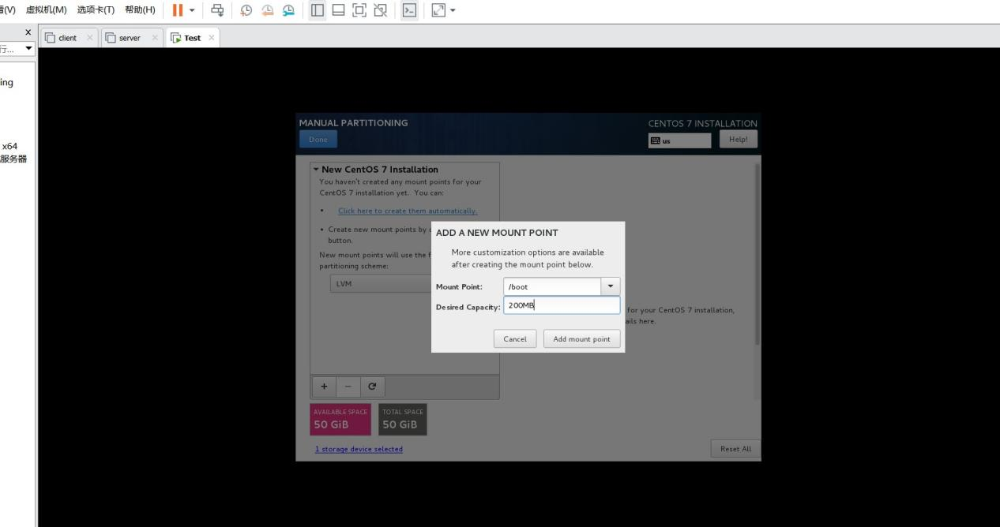 看(V) 虚拟机(M) 选项卡(T) 帮助(H)
client
server
Test
行...
ing
x64
服务器
MANUAL PARTITIONING
Done
CENTOS 7 INSTALLATION
us
Help!
New CentOS 7 Installation
You haven't created any mount points for your
CentOS 7 installation yet. You can:
• Click here to create them automatically.
• Create new mount points by c
button.
New mount points will use the f
partitioning scheme:
LVM
ADD A NEW MOUNT POINT
More customization options are available
after creating the mount point below.
Mount Point: /boot
Desired Capacity: 200MB
Cancel
Add mount point
for your CentOS 7 installation,
ails here.
+ −
AVAILABLE SPACE
50 GiB
TOTAL SPACE
50 GiB
1 storage device selected
Reset All